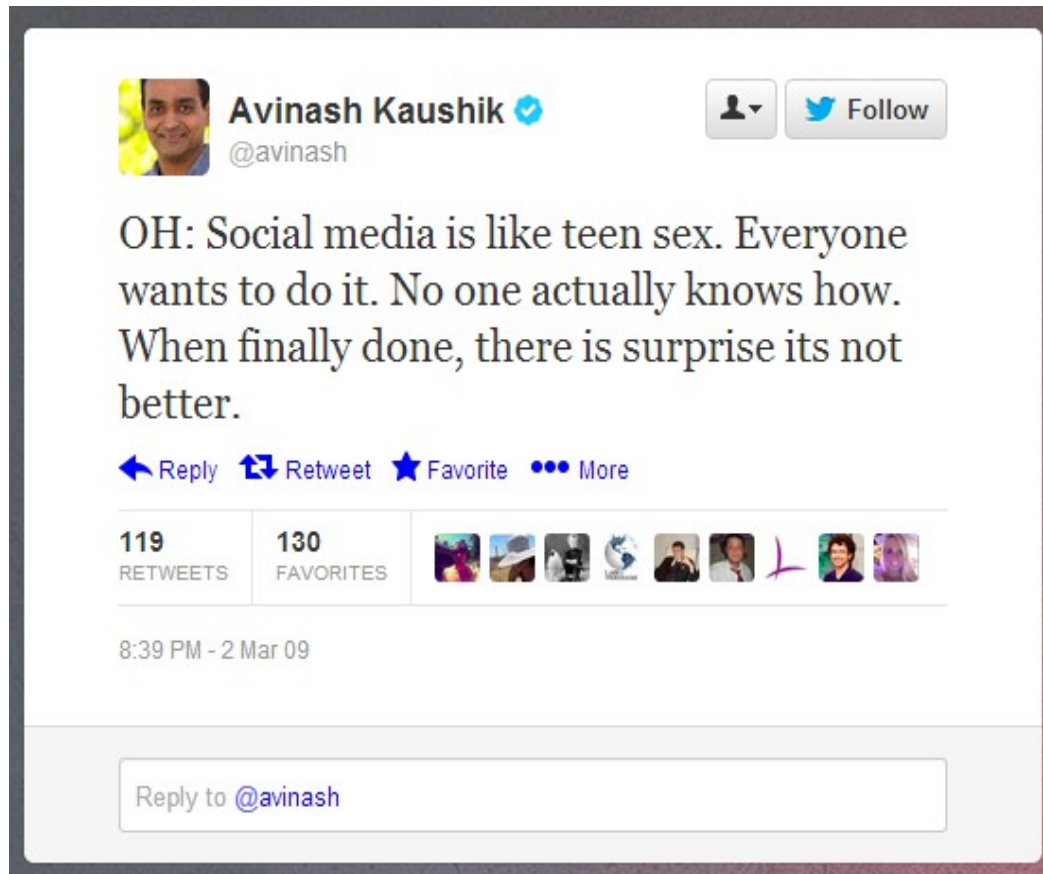 Avinash Kaushik
Follow
@avinash
OH: Social media is like teen sex. Everyone
wants to do it. No one actually knows how.
When finally done, there is surprise its not
better.
Reply Retweet Favorite More
119 130
RETWEETS FAVORITES
8:39 PM - 2 Mar 09
Reply to @avinash